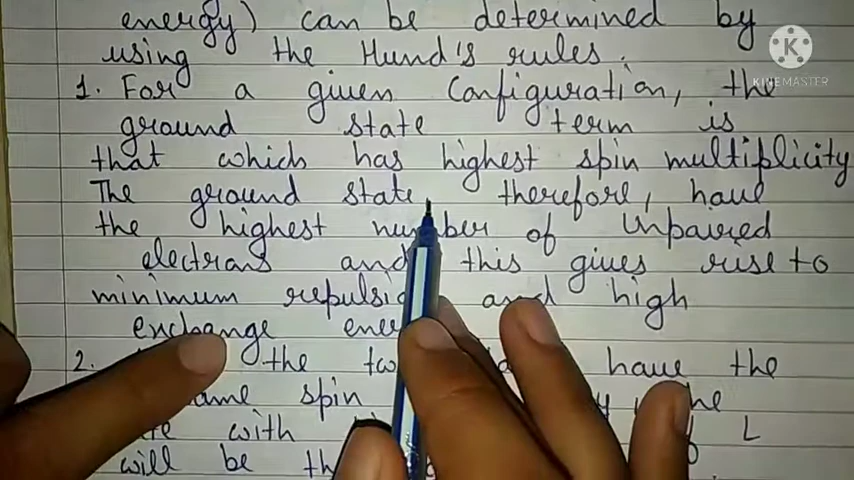 energy) can be determined by
using the Hund's rules.
1. For a given Configuration, the
ground state term is
that which has highest spin multiplicity
The ground state therefore, have
the highest number of Unpaired
electrons and this gives rise to
minimum and high
exchange
2. the have the
spin
with L
will be
KINEMASTER